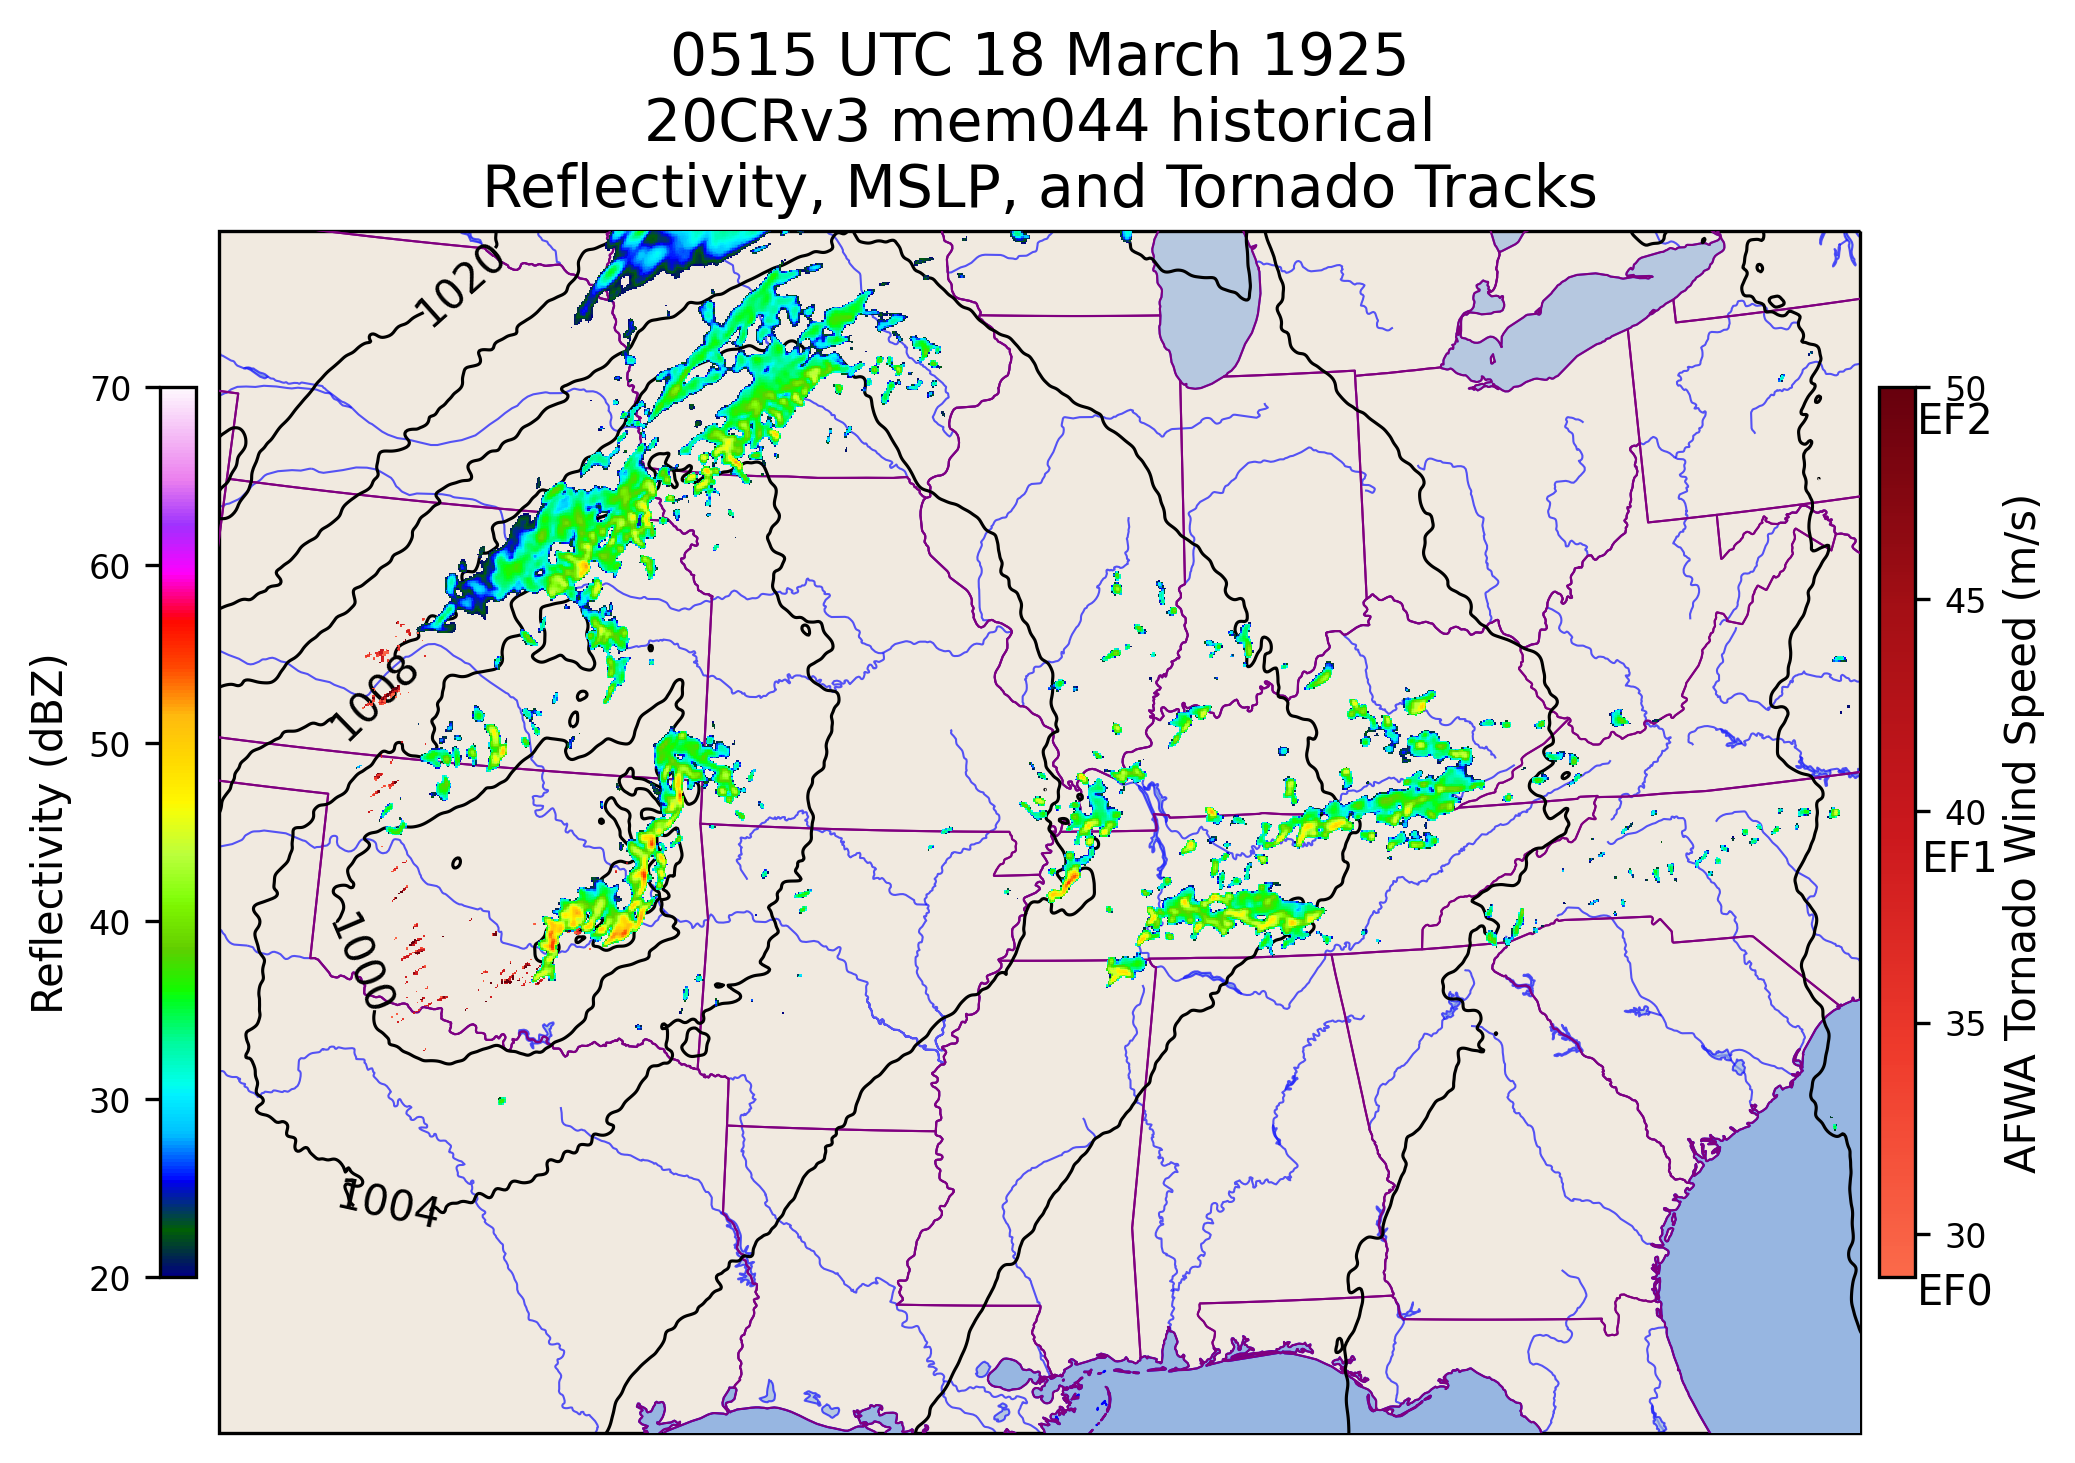 0515 UTC 18 March 1925
20CRv3 mem044 historical
Reflectivity, MSLP, and Tornado Tracks
1020
1008
1000
1004
70
60
50
40
30
20
Reflectivity (dBZ)
50
EF2
45
40
EF1
35
30
EF0
AFWA Tornado Wind Speed (m/s)